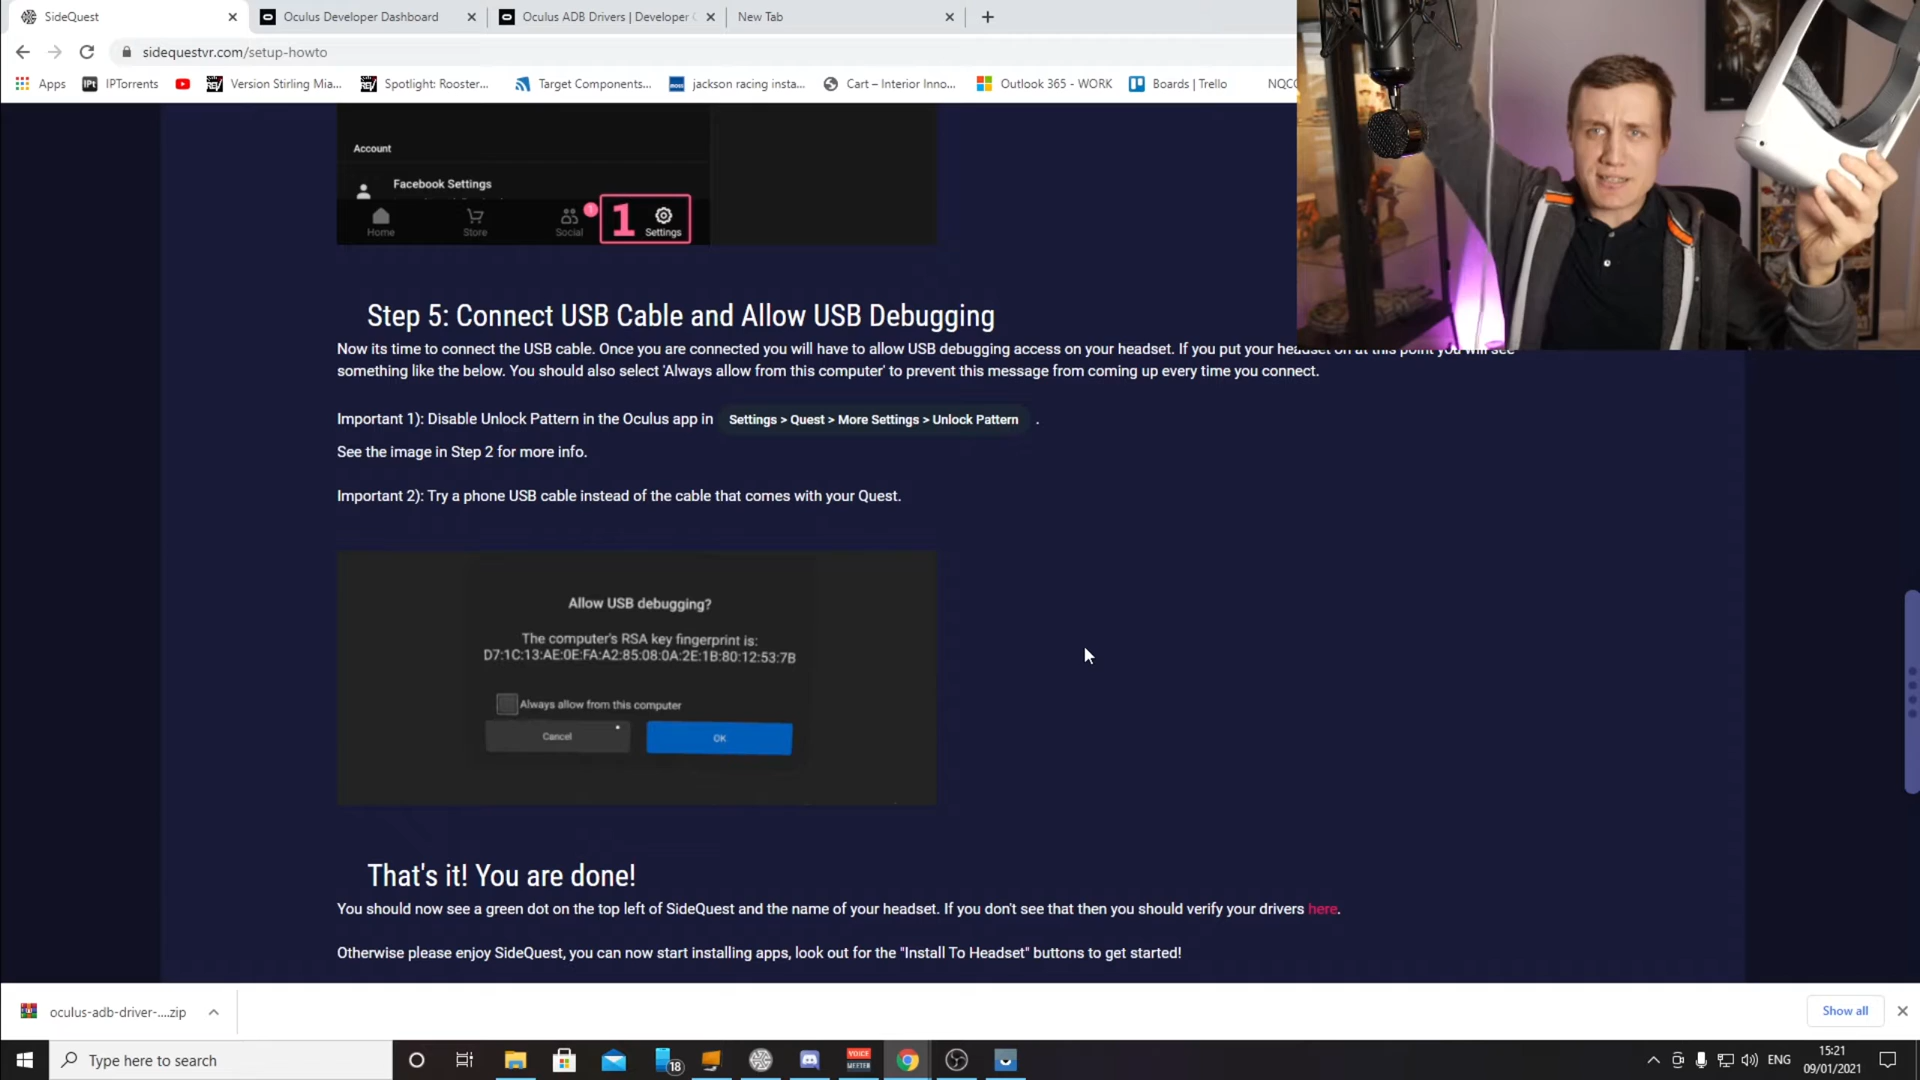 SideQuest
Oculus Developer Dashboard
Oculus ADB Drivers | Developer
New Tab
sidequestvr.com/setup-howto
Apps
IPTorrents
Version Stirling Mia...
Spotlight: Rooster...
Target Components...
jackson racing insta...
Cart – Interior Inno...
Outlook 365 - WORK
Boards | Trello
Account
Facebook Settings
Home
Store
Social
1
Settings
Step 5: Connect USB Cable and Allow USB Debugging
Now its time to connect the USB cable. Once you are connected you will have to allow USB debugging access on your headset. If you put your headset on at this point you will see
something like the below. You should also select 'Always allow from this computer' to prevent this message from coming up every time you connect.
Important 1): Disable Unlock Pattern in the Oculus app in Settings > Quest > More Settings > Unlock Pattern .
See the image in Step 2 for more info.
Important 2): Try a phone USB cable instead of the cable that comes with your Quest.
Allow USB debugging?
The computer's RSA key fingerprint is:
D7:1C:13:AE:0E:FA:A2:85:08:0A:2E:1B:80:12:53:7B
Always allow from this computer
Cancel
OK
That's it! You are done!
You should now see a green dot on the top left of SideQuest and the name of your headset. If you don't see that then you should verify your drivers here.
Otherwise please enjoy SideQuest, you can now start installing apps, look out for the "Install To Headset" buttons to get started!
oculus-adb-driver-....zip
Show all
Type here to search
18
VOICE
MEETER
ENG
15:21
09/01/2021